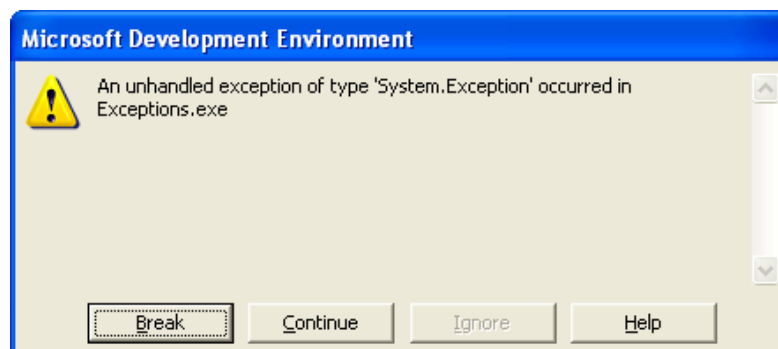 Microsoft Development Environment
An unhandled exception of type 'System.Exception' occurred in
Exceptions.exe
Break
Continue
Ignore
Help